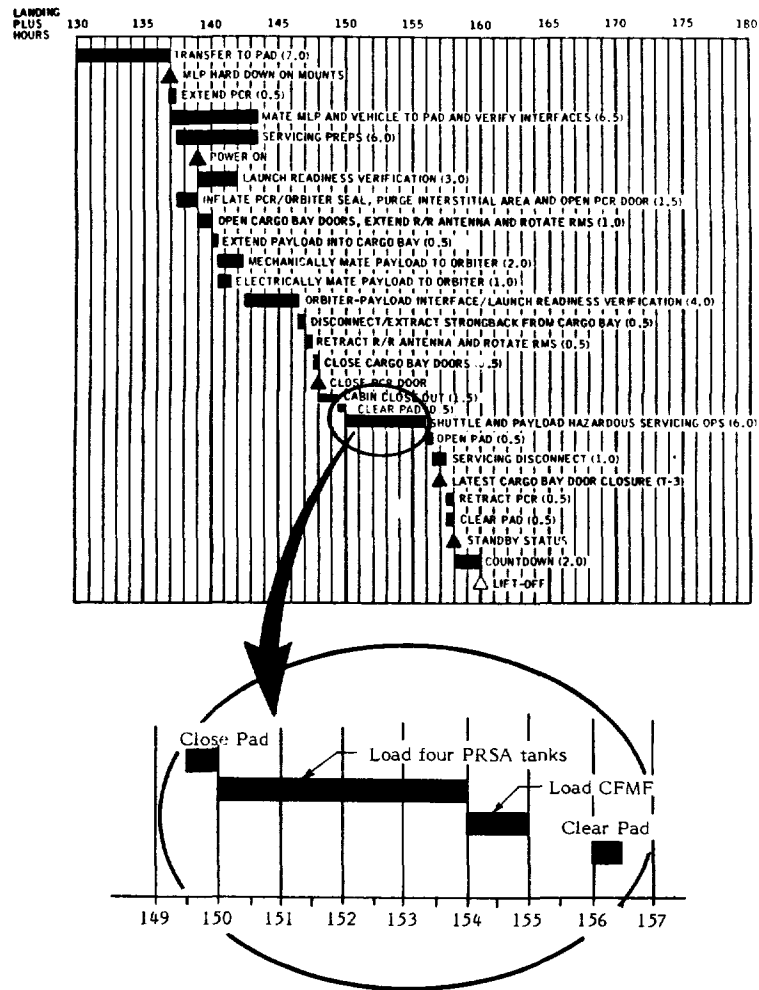 LANDING
PLUS
HOURS 130 135 140 145 150 155 160 165 170 175 180
TRANSFER TO PAD (7.0)
MLP HARD DOWN ON MOUNTS
EXTEND PCR (0.5)
MATE MLP AND VEHICLE TO PAD AND VERIFY INTERFACES (6.5)
SERVICING PREPS (6.0)
POWER ON
LAUNCH READINESS VERIFICATION (3.0)
INFLATE PCR/ORBITER SEAL, PURGE INTERSTITIAL AREA AND OPEN PCR DOOR (1.5)
OPEN CARGO BAY DOORS, EXTEND R/R ANTENNA AND ROTATE RMS (1.0)
EXTEND PAYLOAD INTO CARGO BAY (0.5)
MECHANICALLY MATE PAYLOAD TO ORBITER (2.0)
ELECTRICALLY MATE PAYLOAD TO ORBITER (1.0)
ORBITER-PAYLOAD INTERFACE/LAUNCH READINESS VERIFICATION (4.0)
DISCONNECT/EXTRACT STRONGBACK FROM CARGO BAY (0.5)
RETRACT R/R ANTENNA AND ROTATE RMS (0.5)
CLOSE CARGO BAY DOORS (0.5)
CLOSE PCR DOOR
CABIN CLOSE OUT (1.5)
CLEAR PAD (0.5)
SHUTTLE AND PAYLOAD HAZARDOUS SERVICING OPS (6.0)
OPEN PAD (0.5)
SERVICING DISCONNECT (1.0)
LATEST CARGO BAY DOOR CLOSURE (T-3)
RETRACT PCR (0.5)
CLEAR PAD (0.5)
STANDBY STATUS
COUNTDOWN (2.0)
LIFT-OFF
Close Pad
Load four PRSA tanks
Load CFMF
Clear Pad
149 150 151 152 153 154 155 156 157